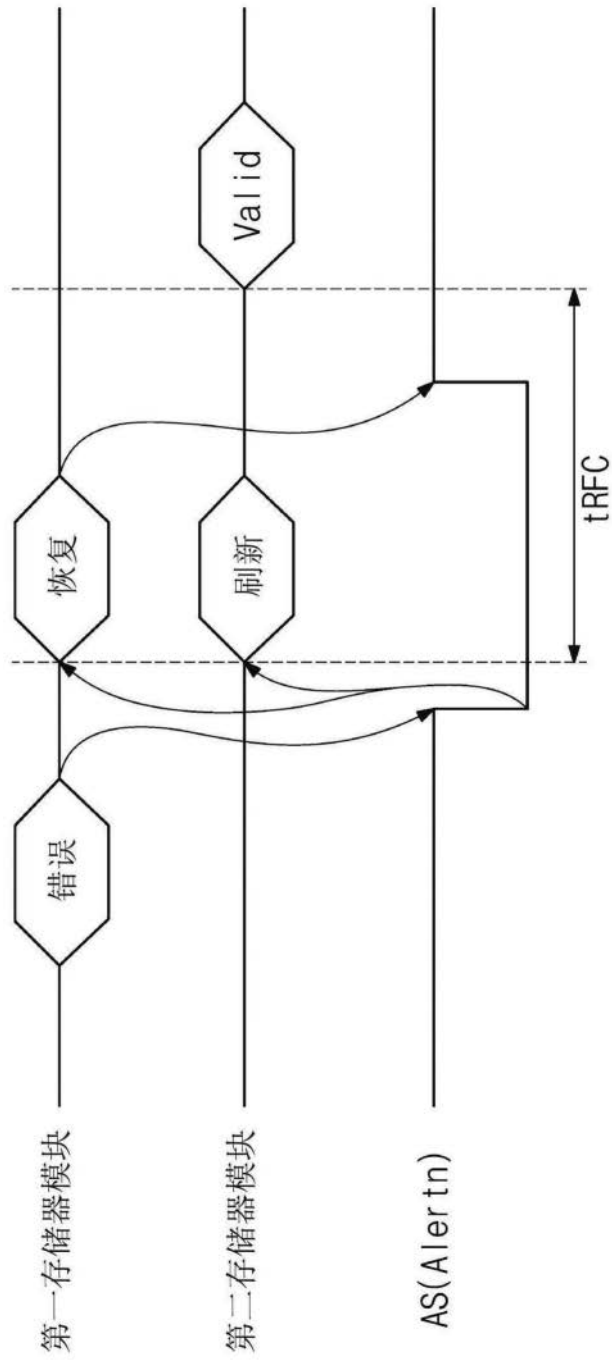 第一存储器模块
错误
恢复
第二存储器模块
刷新
Valid
AS(Alertn)
tRFC